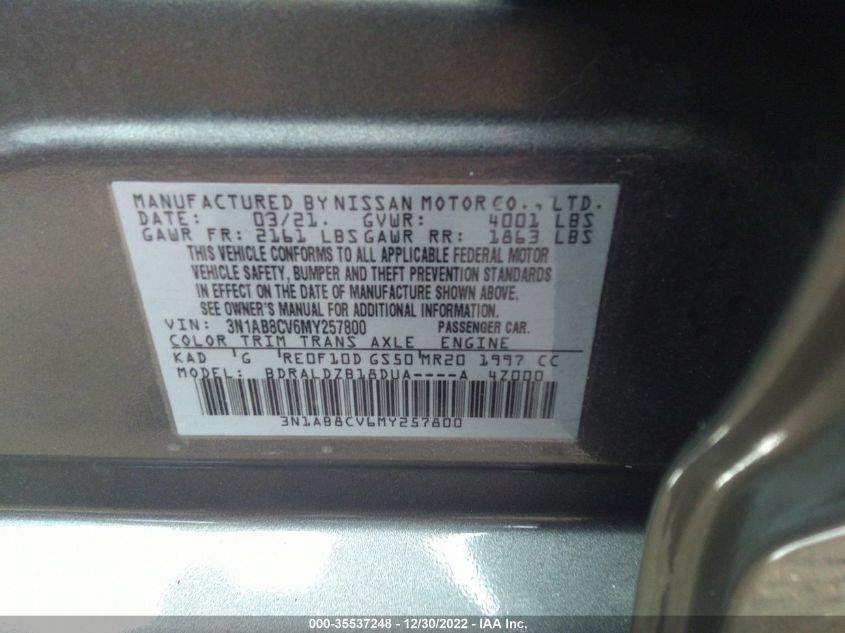 MANUFACTURED BY NISSAN MOTOR CO., LTD.
DATE: 03/21. GVWR: 4001 LBS
GAWR FR: 2161 LBS GAWR RR: 1863 LBS
THIS VEHICLE CONFORMS TO ALL APPLICABLE FEDERAL MOTOR
VEHICLE SAFETY, BUMPER AND THEFT PREVENTION STANDARDS
IN EFFECT ON THE DATE OF MANUFACTURE SHOWN ABOVE.
SEE OWNER'S MANUAL FOR ADDITIONAL INFORMATION.
VIN: 3N1AB8CV6MY257800 PASSENGER CAR.
COLOR TRIM TRANS AXLE ENGINE
KAD G RE0F10D GS50 MR20 1997 CC
MODEL: BDRALDZB18DUA----A 4Z000
3N1AB8CV6MY257800
000-35537248 - 12/30/2022 - IAA Inc.